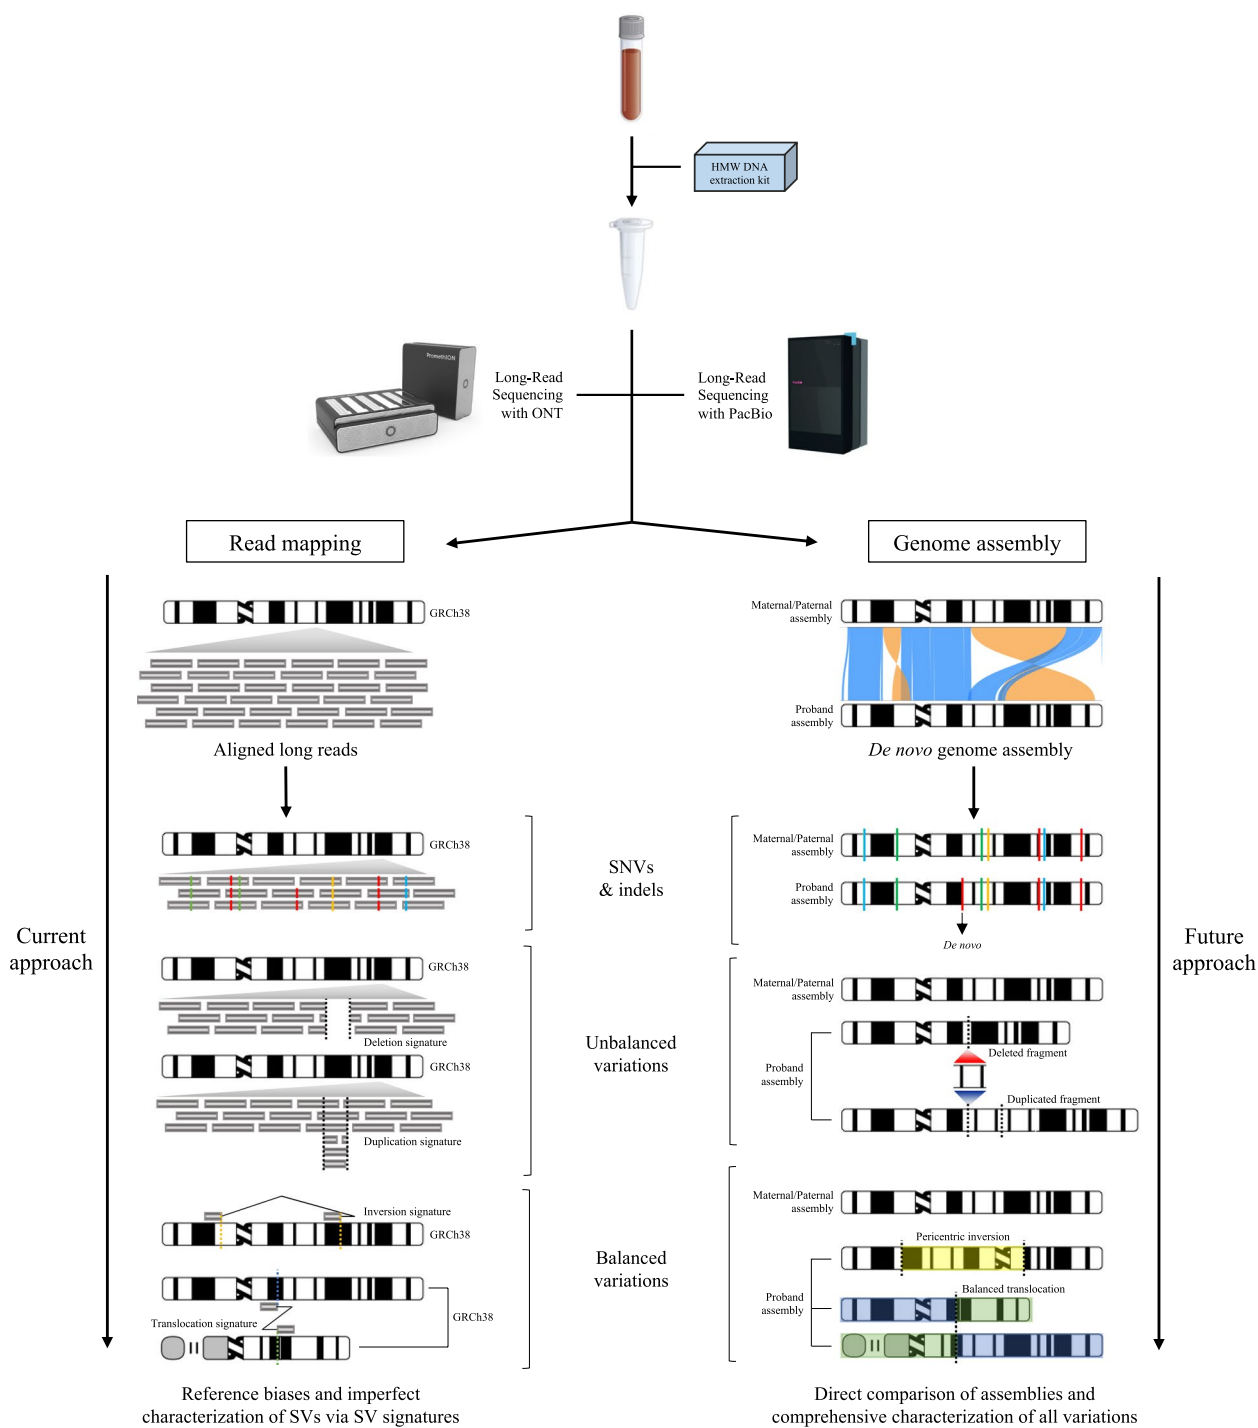 HMW DNA
extraction kit
PromethION
Long-Read
Sequencing
with ONT
Long-Read
Sequencing
with PacBio
Read mapping
Genome assembly
GRCh38
Aligned long reads
Maternal/Paternal
assembly
Proband
assembly
De novo genome assembly
Current
approach
Future
approach
GRCh38
SNVs
& indels
Maternal/Paternal
assembly
Proband
assembly
De novo
GRCh38
Deletion signature
GRCh38
Duplication signature
Unbalanced
variations
Maternal/Paternal
assembly
Deleted fragment
Proband
assembly
Duplicated fragment
Inversion signature
GRCh38
Translocation signature
GRCh38
Balanced
variations
Maternal/Paternal
assembly
Pericentric inversion
Proband
assembly
Balanced translocation
Reference biases and imperfect
characterization of SVs via SV signatures
Direct comparison of assemblies and
comprehensive characterization of all variations